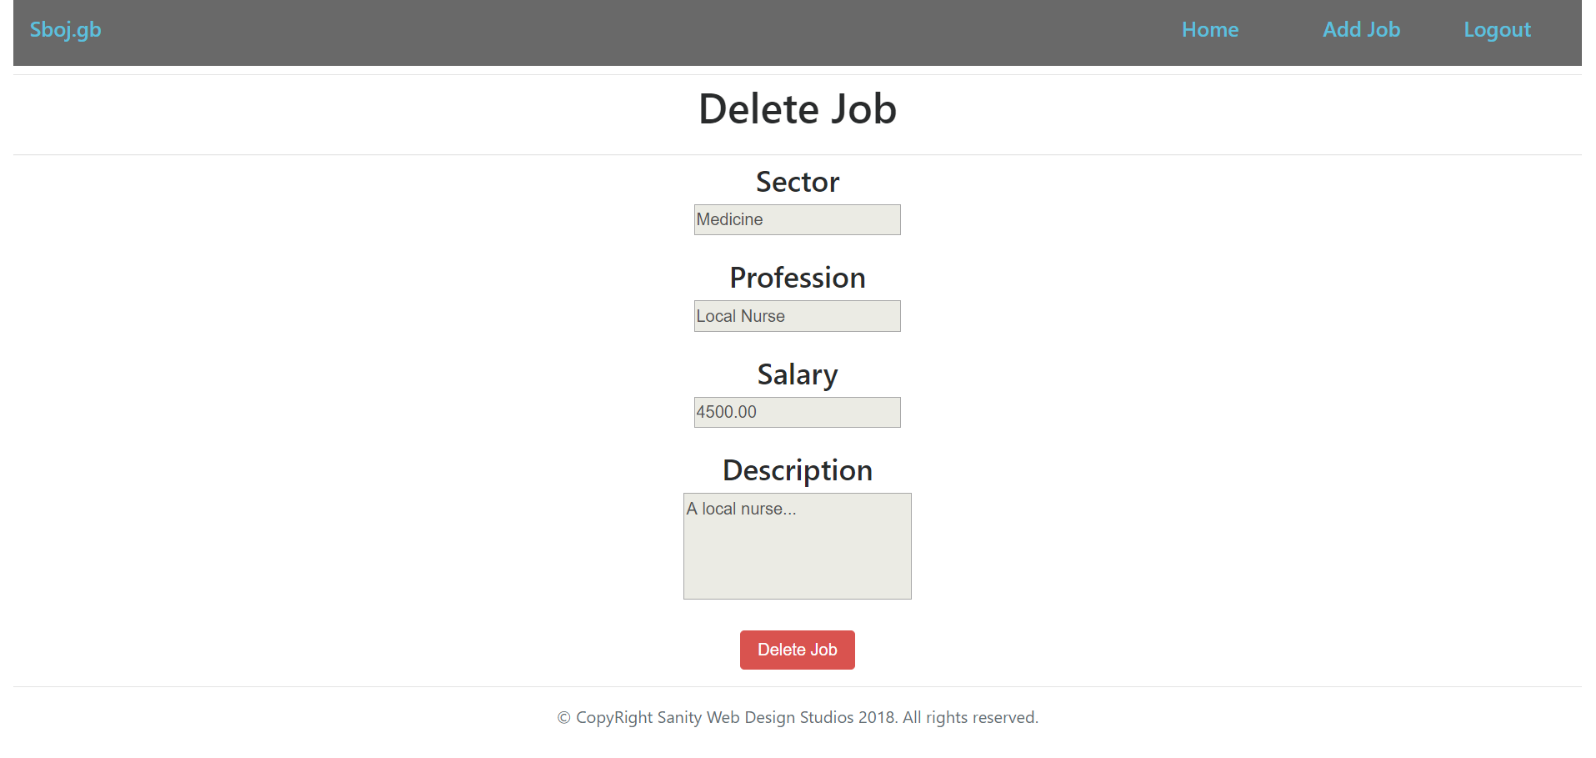 Sboj.gb Home Add Job Logout
Delete Job
Sector
Medicine
Profession
Local Nurse
Salary
4500.00
Description
A local nurse...
Delete Job
© CopyRight Sanity Web Design Studios 2018. All rights reserved.